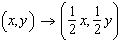 (x,y) → (1/2 x, 1/2 y)